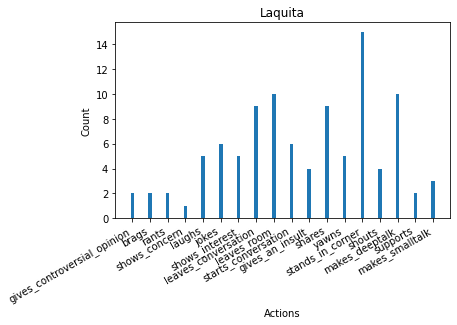 Laquita
Count
14
12
10
8
6
4
2
0
gives_controversial_opinion
brags
rants
shows_concern
laughs
jokes
shows_interest
leaves_conversation
leaves_room
starts_conversation
gives_an_insult
shares
yawns
stands_in_corner
shouts
makes_deeptalk
supports
makes_smalltalk
Actions